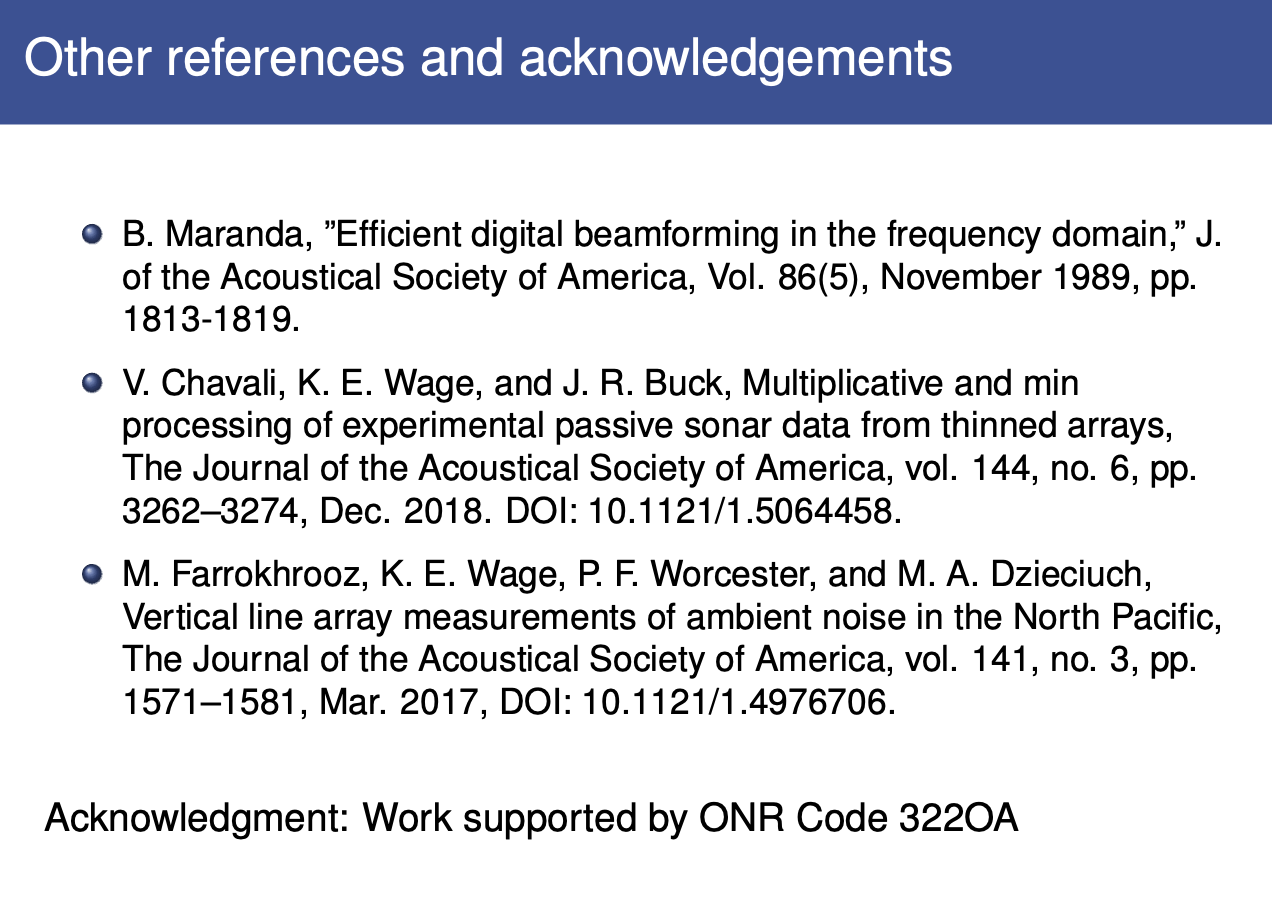 Other references and acknowledgements
B. Maranda, ”Efficient digital beamforming in the frequency domain,” J.
of the Acoustical Society of America, Vol. 86(5), November 1989, pp.
1813-1819.
V. Chavali, K. E. Wage, and J. R. Buck, Multiplicative and min
processing of experimental passive sonar data from thinned arrays,
The Journal of the Acoustical Society of America, vol. 144, no. 6, pp.
3262–3274, Dec. 2018. DOI: 10.1121/1.5064458.
M. Farrokhrooz, K. E. Wage, P. F. Worcester, and M. A. Dzieciuch,
Vertical line array measurements of ambient noise in the North Pacific,
The Journal of the Acoustical Society of America, vol. 141, no. 3, pp.
1571–1581, Mar. 2017, DOI: 10.1121/1.4976706.
Acknowledgment: Work supported by ONR Code 322OA